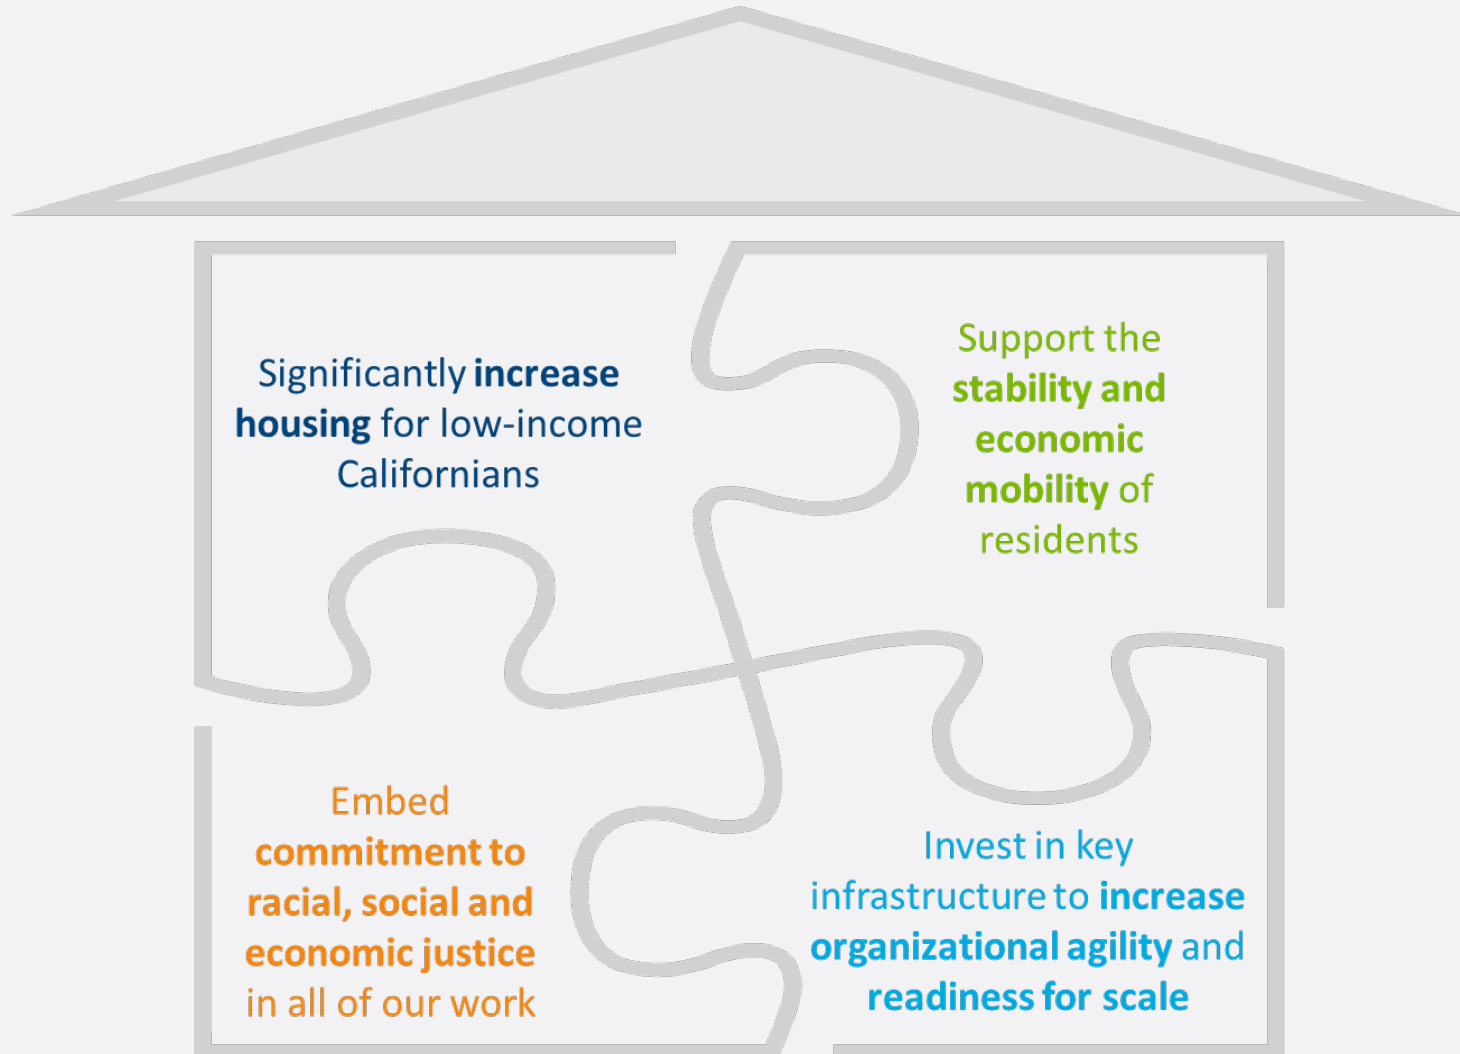 Significantly increase
housing for low-income
Californians
Support the
stability and
economic
mobility of
residents
Embed
commitment to
racial, social and
economic justice
in all of our work
Invest in key
infrastructure to increase
organizational agility and
readiness for scale